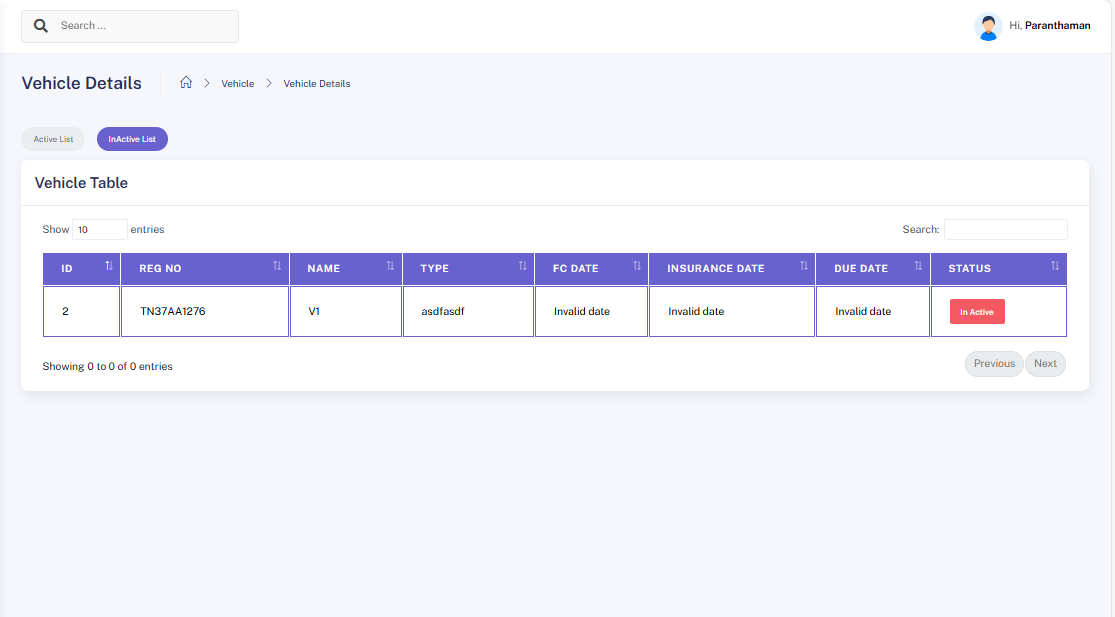 Search ...
Hi, Paranthaman
Vehicle Details
Vehicle
Vehicle Details
Active List
InActive List
Vehicle Table
Show 10 entries
Search:
ID REG NO NAME TYPE FC DATE INSURANCE DATE DUE DATE STATUS
2 TN37AA1276 V1 asdfasdf Invalid date Invalid date Invalid date In Active
Showing 0 to 0 of 0 entries
Previous Next